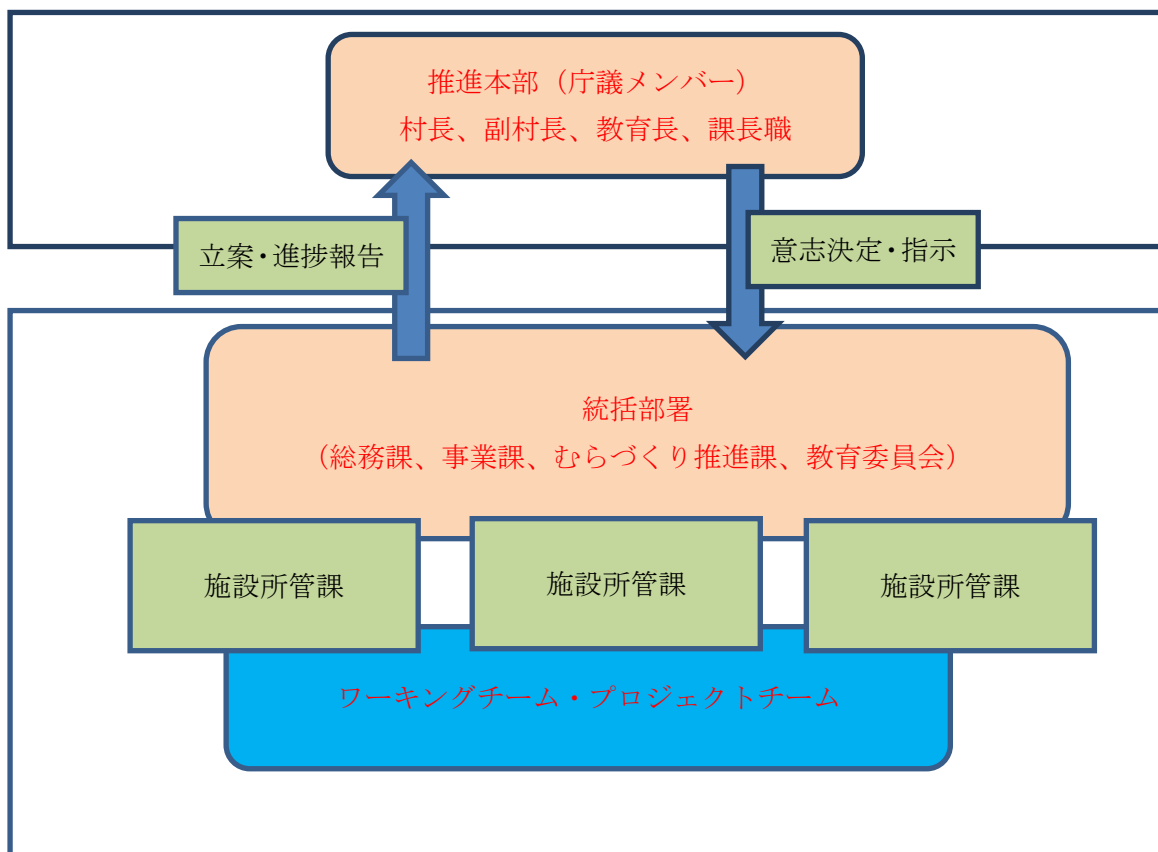 推進本部（庁議メンバー）
村長、副村長、教育長、課長職
立案・進捗報告
意志決定・指示
統括部署
（総務課、事業課、むらづくり推進課、教育委員会）
施設所管課
施設所管課
施設所管課
ワーキングチーム・プロジェクトチーム